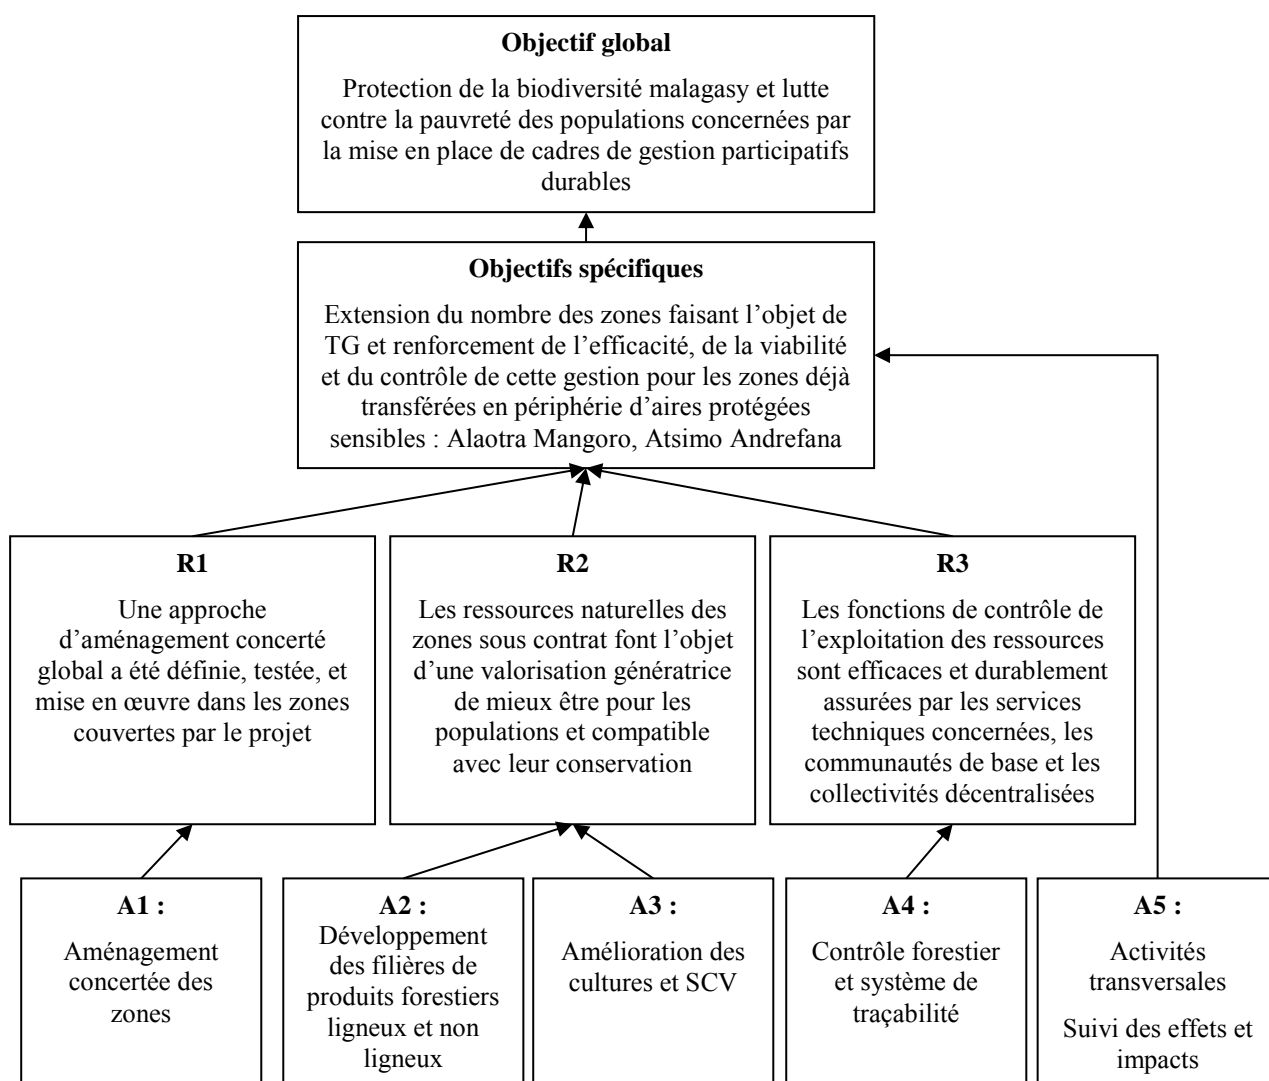 Objectif global
Protection de la biodiversité malagasy et lutte
contre la pauvreté des populations concernées par
la mise en place de cadres de gestion participatifs
durables
Objectifs spécifiques
Extension du nombre des zones faisant l’objet de
TG et renforcement de l’efficacité, de la viabilité
et du contrôle de cette gestion pour les zones déjà
transférées en périphérie d’aires protégées
sensibles : Alaotra Mangoro, Atsimo Andrefana
R1
Une approche
d’aménagement concerté
global a été définie, testée, et
mise en œuvre dans les zones
couvertes par le projet
R2
Les ressources naturelles des
zones sous contrat font l’objet
d’une valorisation génératrice
de mieux être pour les
populations et compatible
avec leur conservation
R3
Les fonctions de contrôle de
l’exploitation des ressources
sont efficaces et durablement
assurées par les services
techniques concernées, les
communautés de base et les
collectivités décentralisées
A1 :
Aménagement
concertée des
zones
A2 :
Développement
des filières de
produits forestiers
ligneux et non
ligneux
A3 :
Amélioration des
cultures et SCV
A4 :
Contrôle forestier
et système de
traçabilité
A5 :
Activités
transversales
Suivi des effets et
impacts